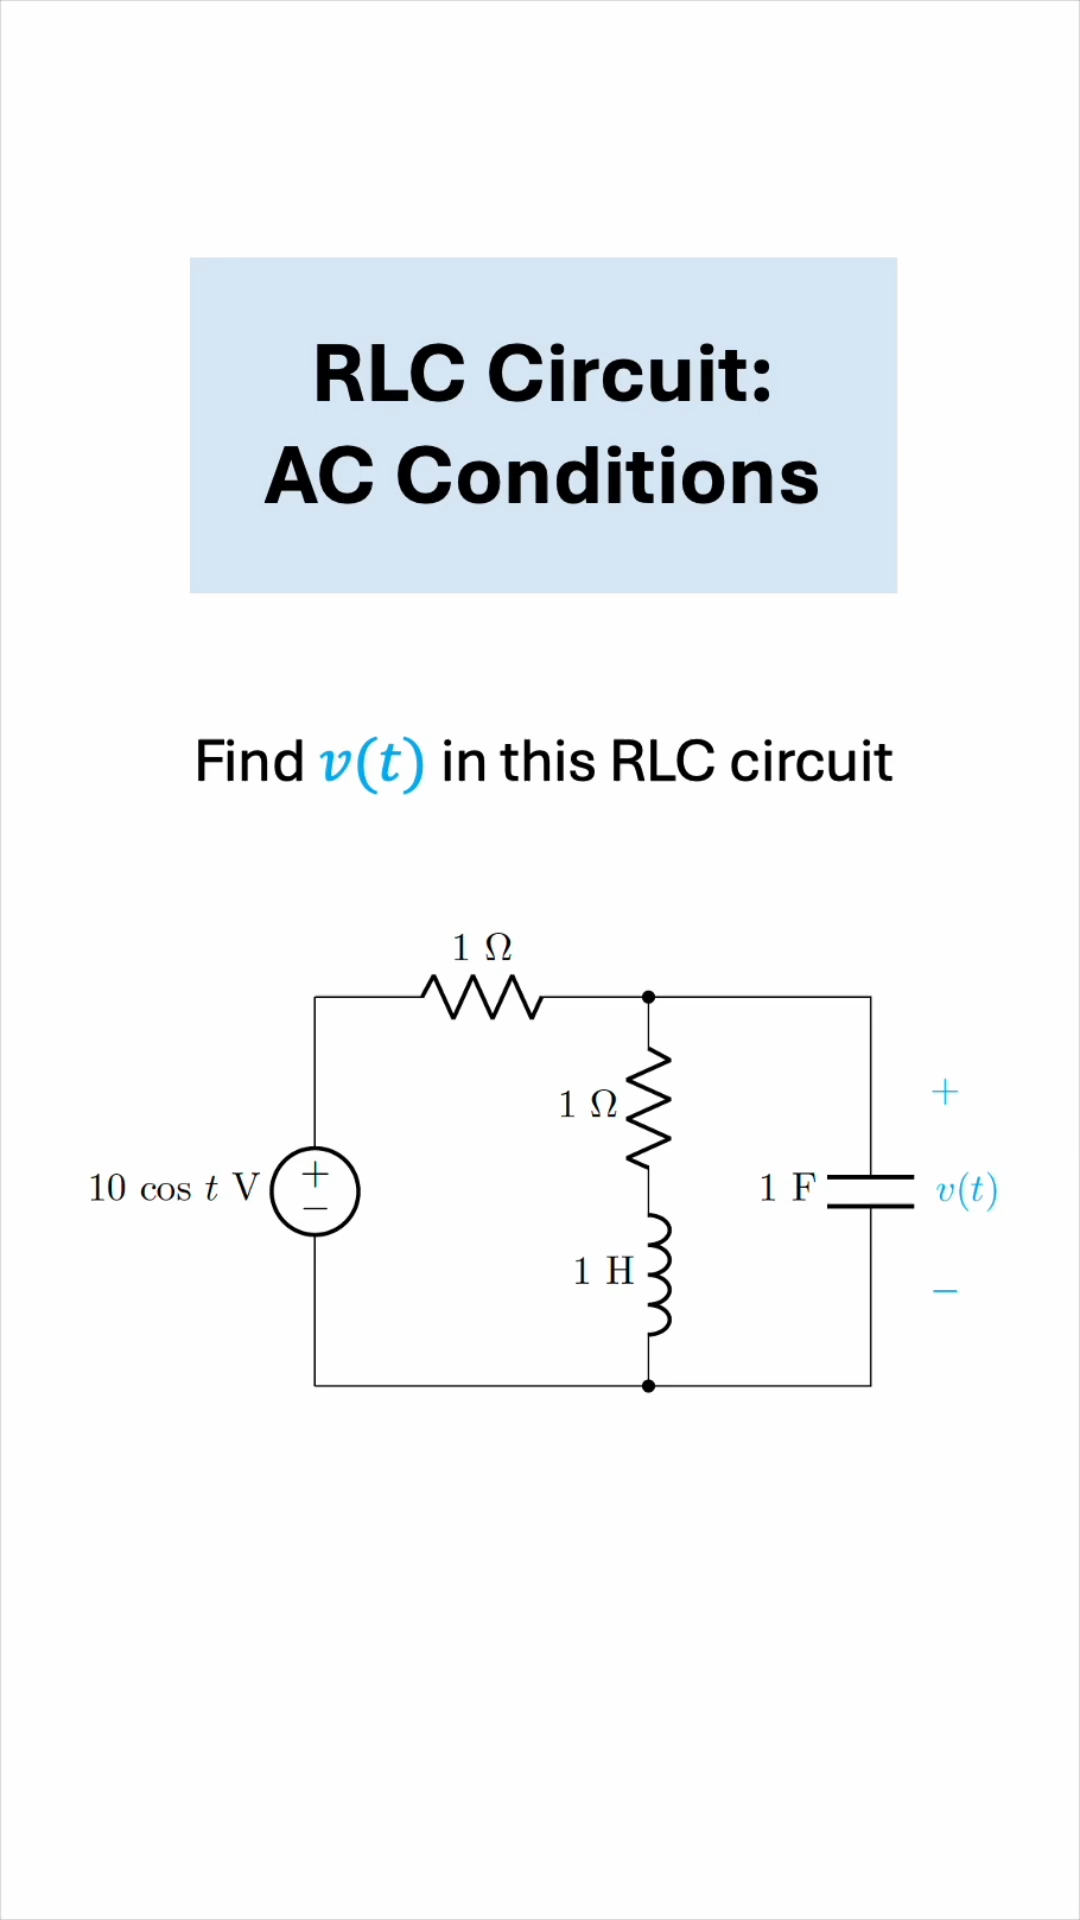 RLC Circuit:
AC Conditions
Find v(t) in this RLC circuit
1 Ω
+
1 Ω
10 cos t V
+
−
1 F
v(t)
1 H
−